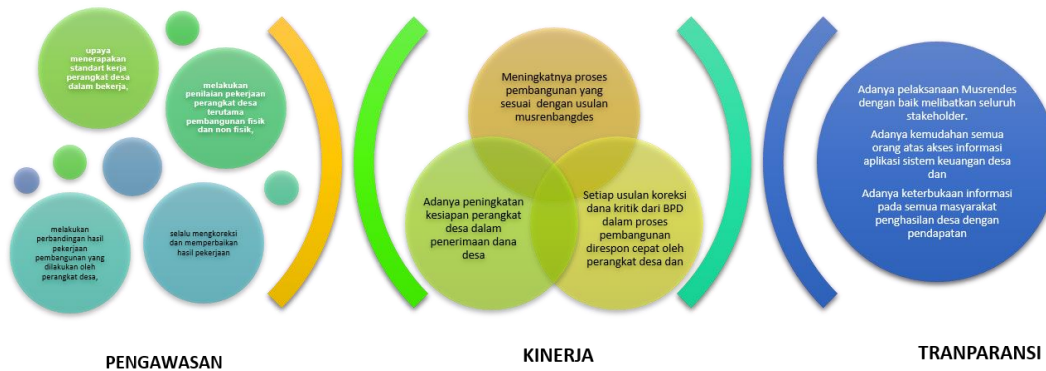 upaya
menerapakan
standart kerja
perangkat desa
dalam bekerja,
melakukan
penilaian pekerjaan
perangkat desa
terutama
pembangunan fisik
dan non fisik,
melakukan
perbandingan hasil
pekerjaan
pembangunan yang
dilakukan oleh
perangkat desa,
selalu mengkoreksi
dan memperbaikan
hasil pekerjaan
PENGAWASAN
Meningkatnya proses
pembangunan yang
sesuai dengan usulan
musrenbangdes
Adanya peningkatan
kesiapan perangkat
desa dalam
penerimaan dana
desa
Setiap usulan koreksi
dana kritik dari BPD
dalam proses
pembangunan
direspon cepat oleh
perangkat desa dan
KINERJA
Adanya pelaksanaan Musrendes
dengan baik melibatkan seluruh
stakeholder.
Adanya kemudahan semua
orang atas akses informasi
aplikasi sistem keuangan desa
dan
Adanya keterbukaan informasi
pada semua masyarakat
penghasilan desa dengan
pendapatan
TRANPARANSI